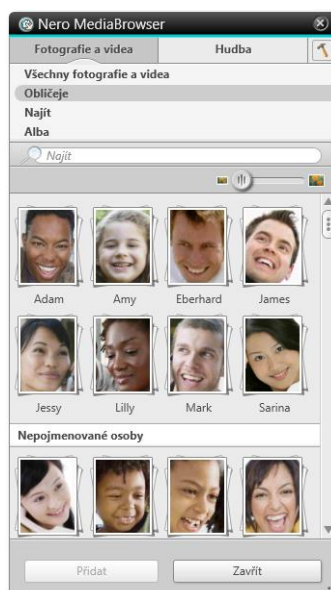 Nero MediaBrowser
Fotografie a videa Hudba
Všechny fotografie a videa
Obličeje
Najít
Alba
Najít
Adam Amy Eberhard James
Jessy Lilly Mark Sarina
Nepojmenované osoby
Přidat Zavřít